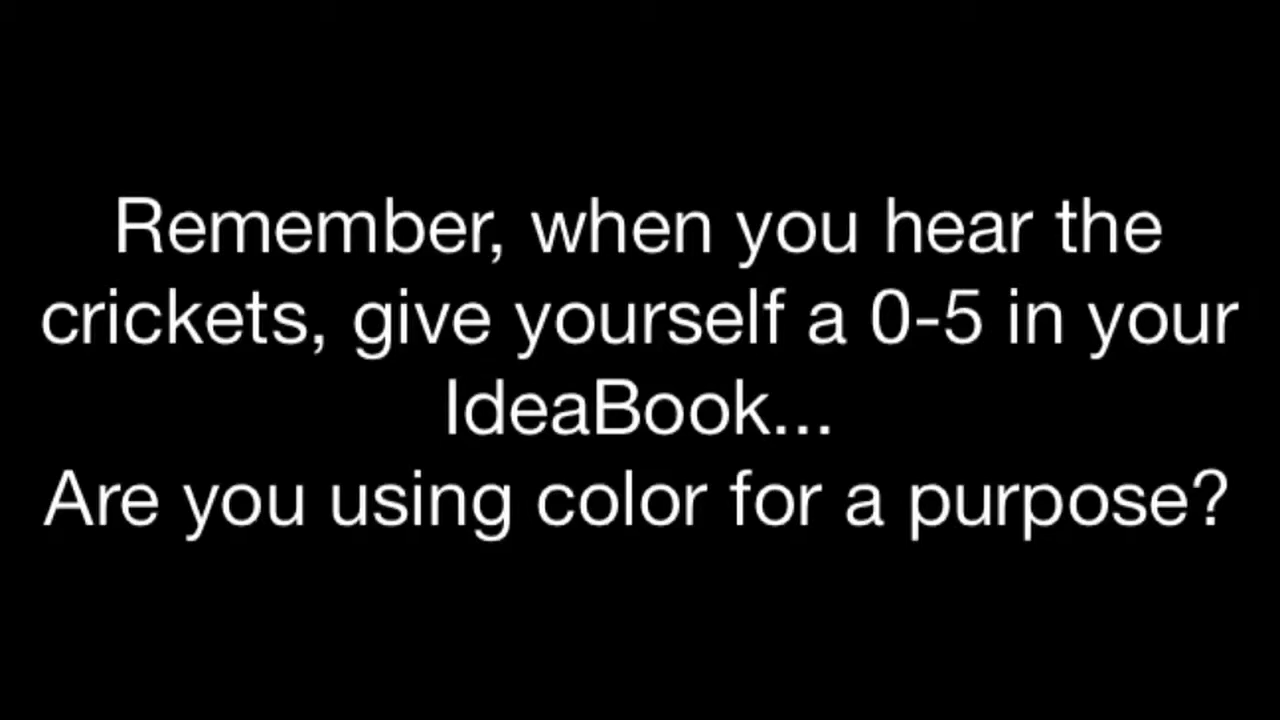 Remember, when you hear the
crickets, give yourself a 0-5 in your
IdeaBook...
Are you using color for a purpose?